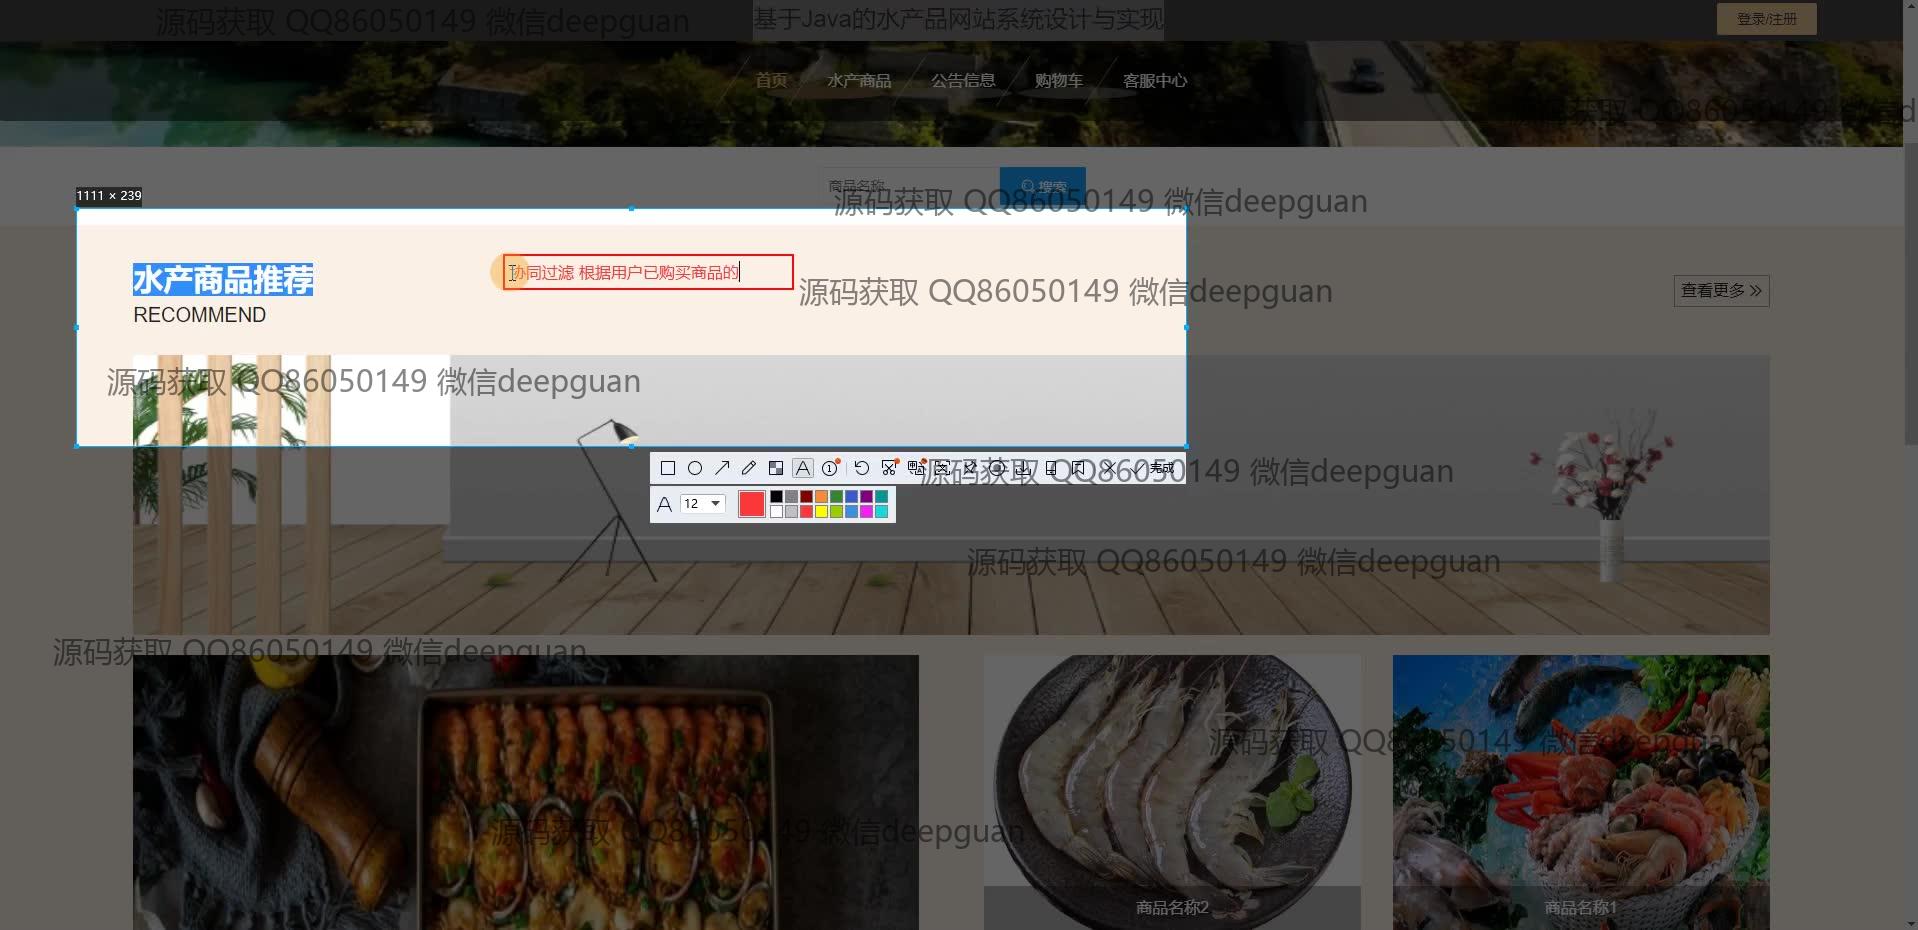 源码获取 QQ86050149 微信deepguan
基于Java的水产品网站系统设计与实现
登录/注册
首页
水产商品
公告信息
购物车
客服中心
源码获取 QQ86050149 微信d
商品名称
搜索
1111 × 239
源码获取 QQ86050149 微信deepguan
水产商品推荐
协同过滤 根据用户已购买商品的
源码获取 QQ86050149 微信deepguan
查看更多
RECOMMEND
源码获取 QQ86050149 微信deepguan
完成
源码获取 QQ86050149 微信deepguan
A 12
源码获取 QQ86050149 微信deepguan
源码获取 QQ86050149 微信deepguan
源码获取 QQ86050149 微信deepguan
源码获取 QQ86050149 微信deepguan
商品名称2
商品名称1